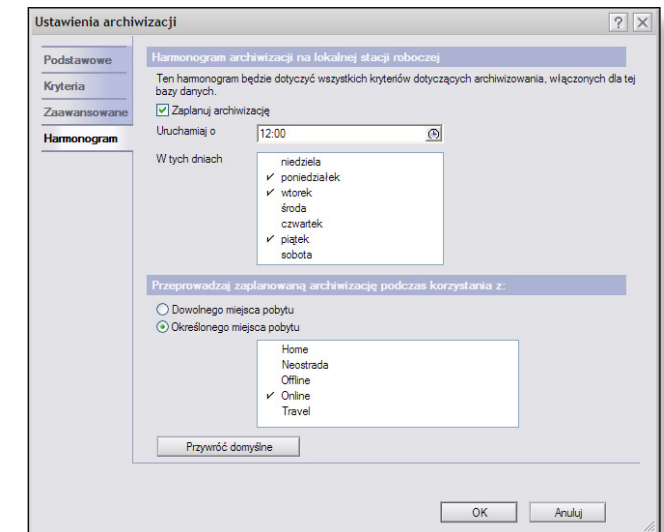 Ustawienia archiwizacji
Podstawowe
Kryteria
Zaawansowane
Harmonogram
Harmonogram archiwizacji na lokalnej stacji roboczej
Ten harmonogram będzie dotyczyć wszystkich kryteriów dotyczących archiwizowania, włączonych dla tej
bazy danych.
Zaplanuj archiwizację
Uruchamiaj o 12:00
W tych dniach
niedziela
poniedziałek
wtorek
środa
czwartek
piątek
sobota
Przeprowadzaj zaplanowaną archiwizację podczas korzystania z:
Dowolnego miejsca pobytu
Określonego miejsca pobytu
Home
Neostrada
Offline
Online
Travel
Przywróć domyślne
OK Anuluj